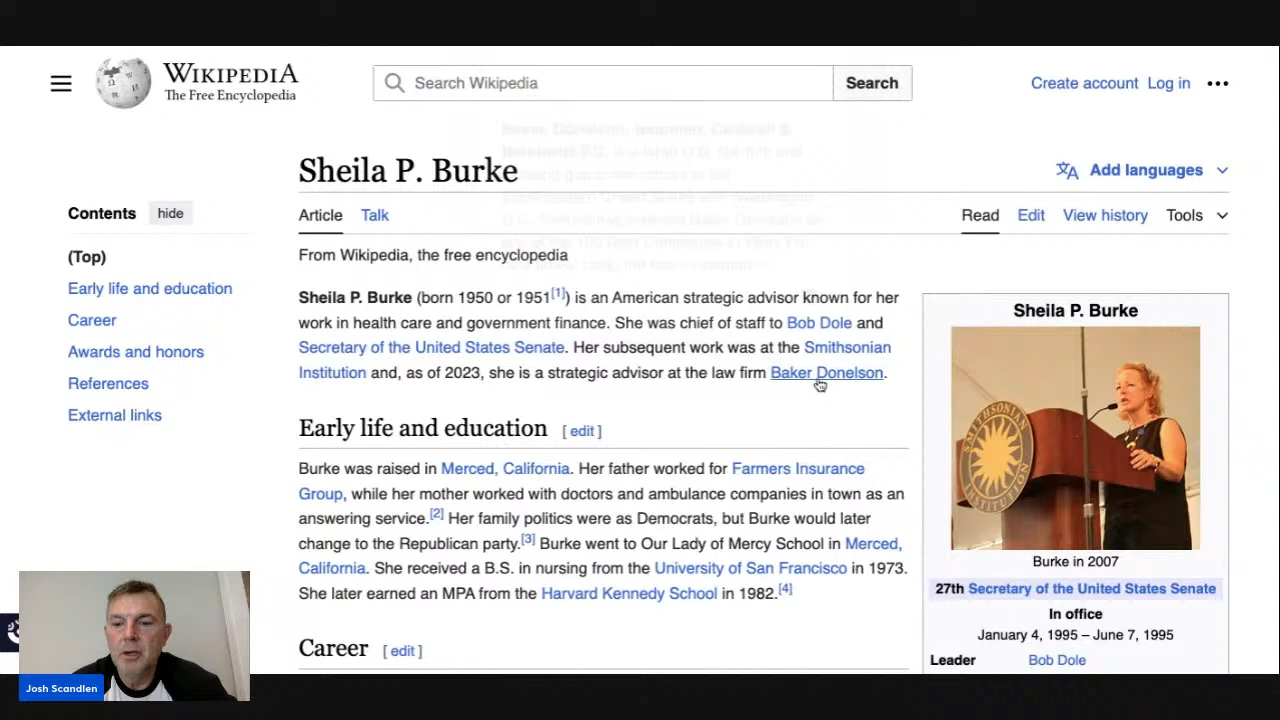 WIKIPEDIA
The Free Encyclopedia
Search Wikipedia
Search
Create account Log in
Sheila P. Burke
Add languages
Contents hide
Article Talk
Read Edit View history Tools
(Top)
Early life and education
Career
Awards and honors
References
External links
From Wikipedia, the free encyclopedia
Sheila P. Burke (born 1950 or 1951[1]) is an American strategic advisor known for her
work in health care and government finance. She was chief of staff to Bob Dole and
Secretary of the United States Senate. Her subsequent work was at the Smithsonian
Institution and, as of 2023, she is a strategic advisor at the law firm Baker Donelson.
Early life and education [ edit ]
Burke was raised in Merced, California. Her father worked for Farmers Insurance
Group, while her mother worked with doctors and ambulance companies in town as an
answering service.[2] Her family politics were as Democrats, but Burke would later
change to the Republican party.[3] Burke went to Our Lady of Mercy School in Merced,
California. She received a B.S. in nursing from the University of San Francisco in 1973.
She later earned an MPA from the Harvard Kennedy School in 1982.[4]
Career [ edit ]
Sheila P. Burke
SMITHSONIAN
INSTITUTION
Burke in 2007
27th Secretary of the United States Senate
In office
January 4, 1995 – June 7, 1995
Leader Bob Dole
Josh Scandlen